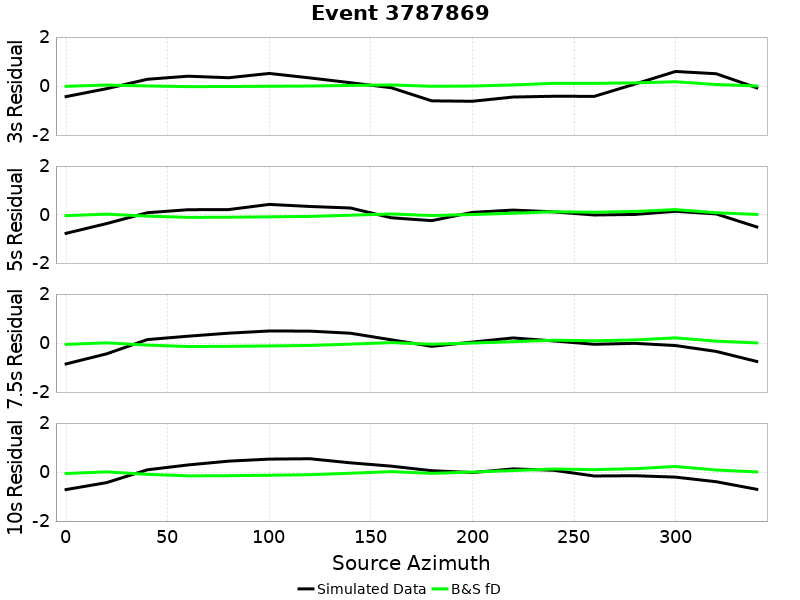 Event 3787869
3s Residual
2
0
-2
5s Residual
2
0
-2
7.5s Residual
2
0
-2
10s Residual
2
0
-2
0 50 100 150 200 250 300
Source Azimuth
Simulated Data B&S fD